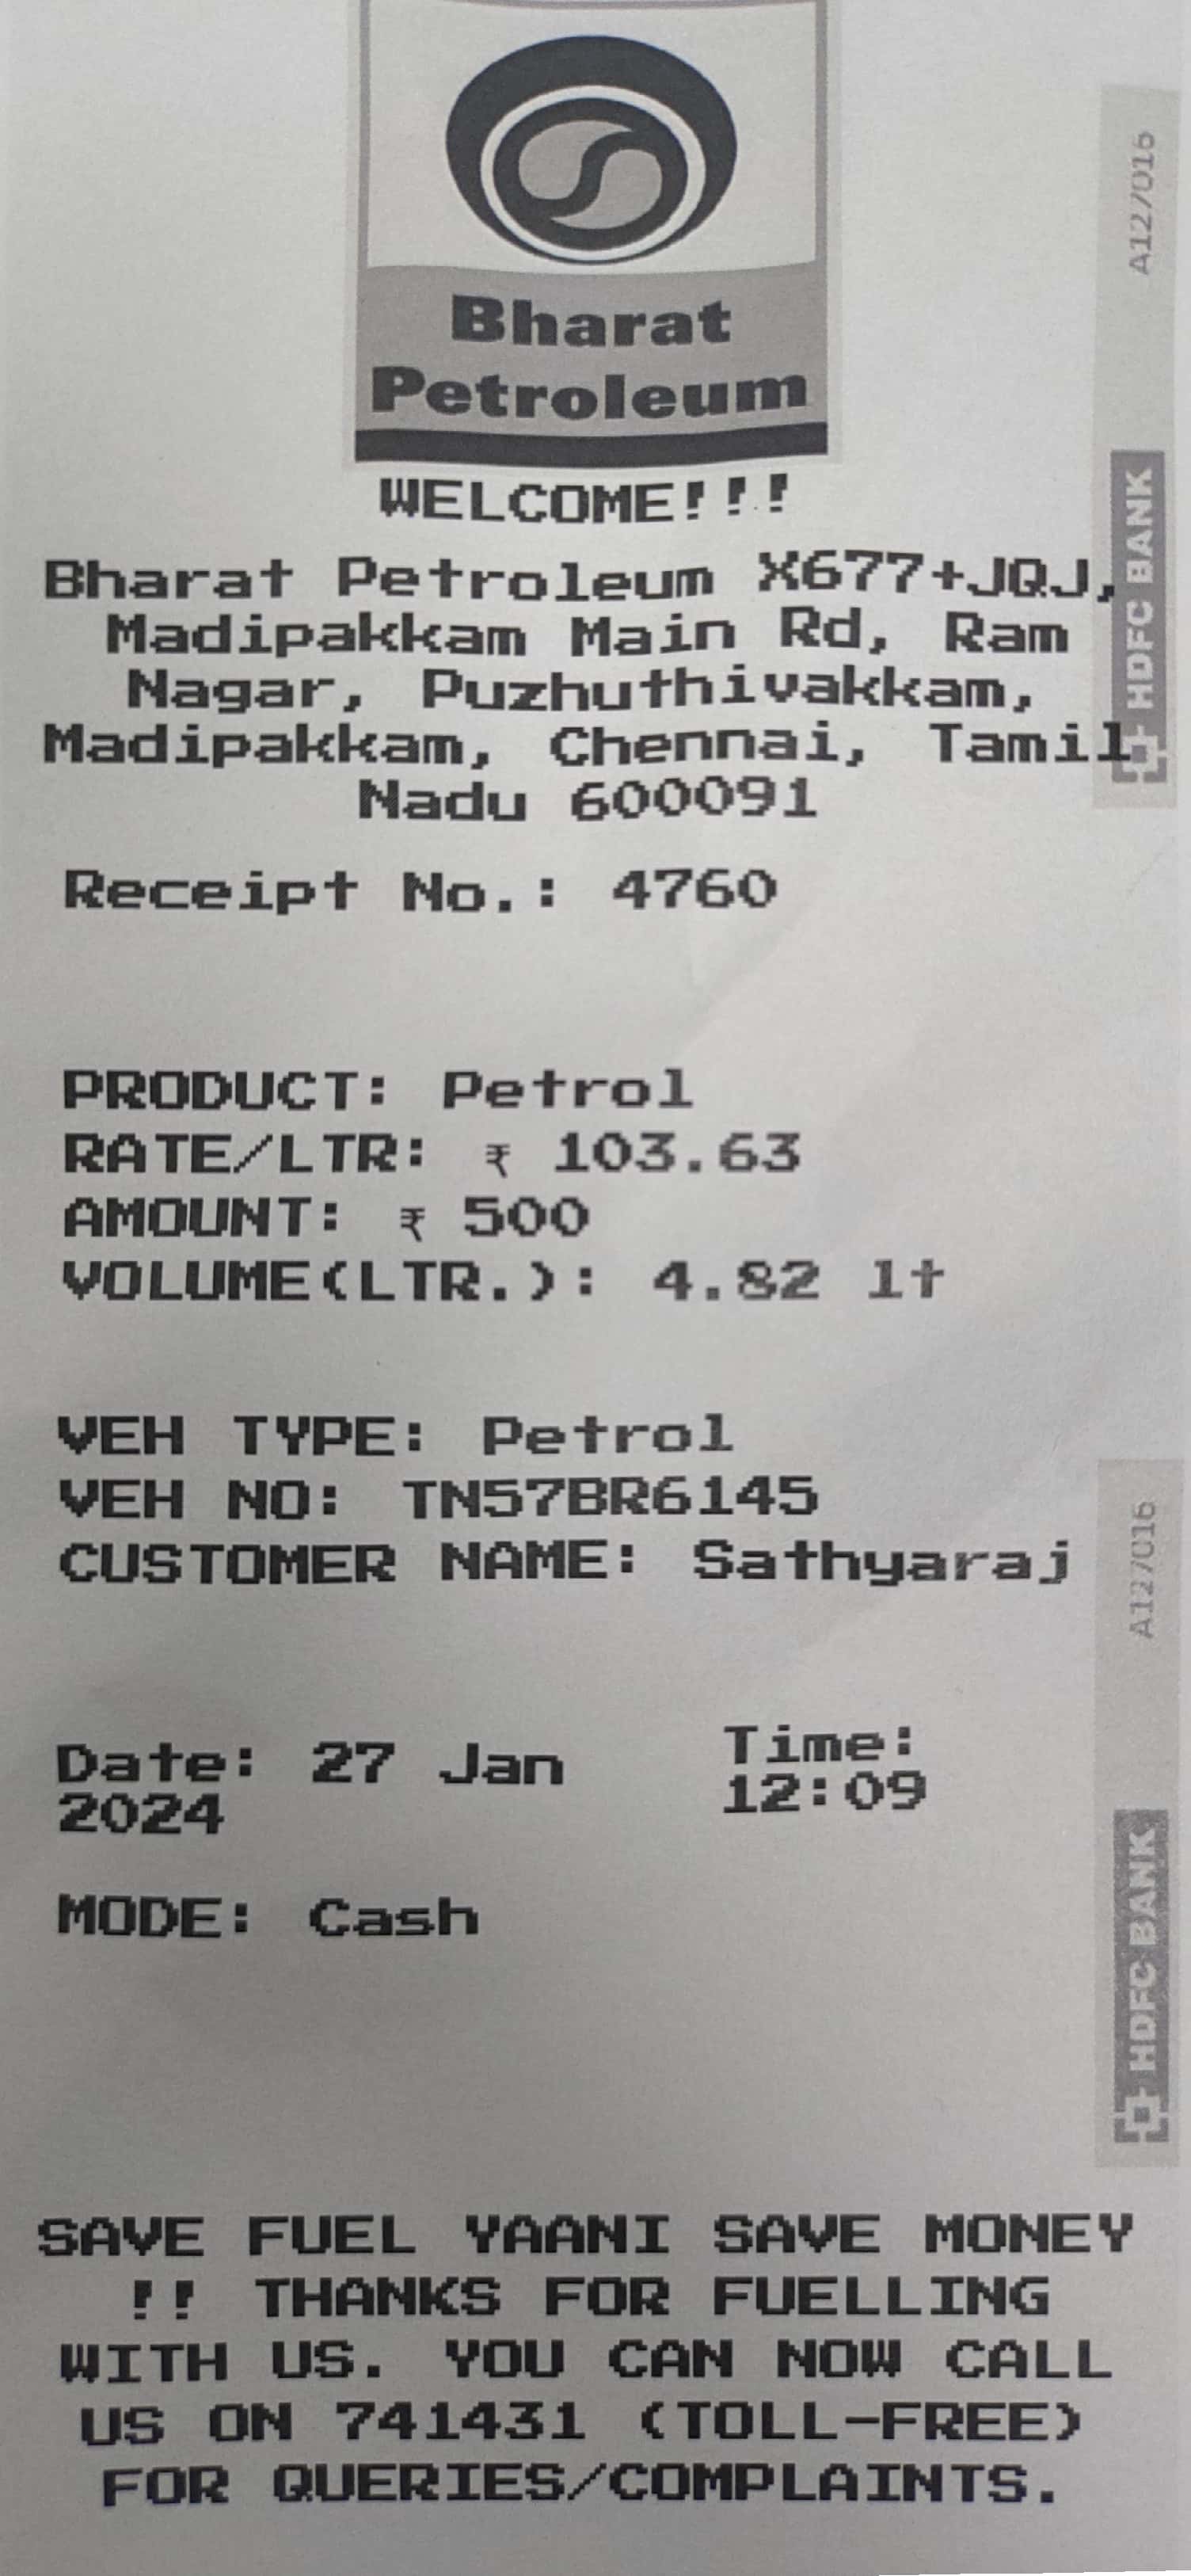 Bharat
Petroleum
WELCOME!!!
Bharat Petroleum X677+JQJ,
Madipakkam Main Rd, Ram
Nagar, Puzhuthivakkam,
Madipakkam, Chennai, Tamil
Nadu 600091
Receipt No.: 4760
PRODUCT: Petrol
RATE/LTR: ₹ 103.63
AMOUNT: ₹ 500
VOLUME(LTR.): 4.82 lt
VEH TYPE: Petrol
VEH NO: TN57BR6145
CUSTOMER NAME: Sathyaraj
Date: 27 Jan
2024
Time:
12:09
MODE: Cash
SAVE FUEL YAANI SAVE MONEY
!! THANKS FOR FUELLING
WITH US. YOU CAN NOW CALL
US ON 741431 (TOLL-FREE)
FOR QUERIES/COMPLAINTS.
A127016
HDFC BANK
A127016
HDFC BANK